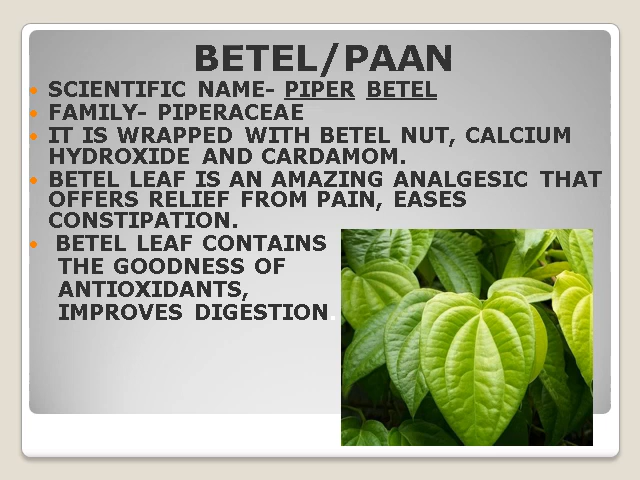 BETEL/PAAN
• SCIENTIFIC NAME- PIPER BETEL
• FAMILY- PIPERACEAE
• IT IS WRAPPED WITH BETEL NUT, CALCIUM
HYDROXIDE AND CARDAMOM.
• BETEL LEAF IS AN AMAZING ANALGESIC THAT
OFFERS RELIEF FROM PAIN, EASES
CONSTIPATION.
• BETEL LEAF CONTAINS
THE GOODNESS OF
ANTIOXIDANTS,
IMPROVES DIGESTION.